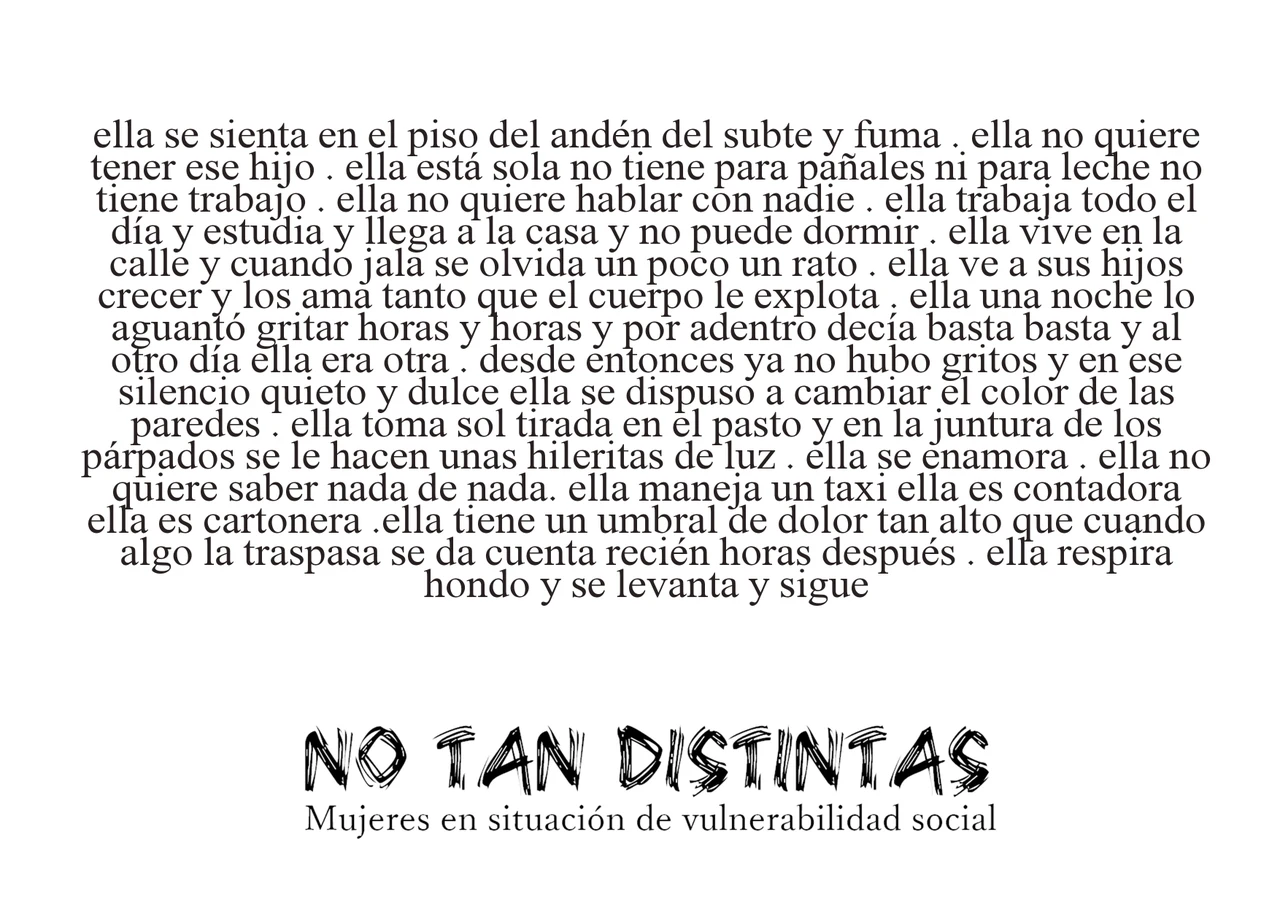 ella se sienta en el piso del andén del subte y fuma . ella no quiere
tener ese hijo . ella está sola no tiene para pañales ni para leche no
tiene trabajo . ella no quiere hablar con nadie . ella trabaja todo el
día y estudia y llega a la casa y no puede dormir . ella vive en la
calle y cuando jala se olvida un poco un rato . ella ve a sus hijos
crecer y los ama tanto que el cuerpo le explota . ella una noche lo
aguantó gritar horas y horas y por adentro decía basta basta y al
otro día ella era otra . desde entonces ya no hubo gritos y en ese
silencio quieto y dulce ella se dispuso a cambiar el color de las
paredes . ella toma sol tirada en el pasto y en la juntura de los
párpados se le hacen unas hileritas de luz . ella se enamora . ella no
quiere saber nada de nada. ella maneja un taxi ella es contadora
ella es cartonera .ella tiene un umbral de dolor tan alto que cuando
algo la traspasa se da cuenta recién horas después . ella respira
hondo y se levanta y sigue
NO TAN DISTINTAS
Mujeres en situación de vulnerabilidad social